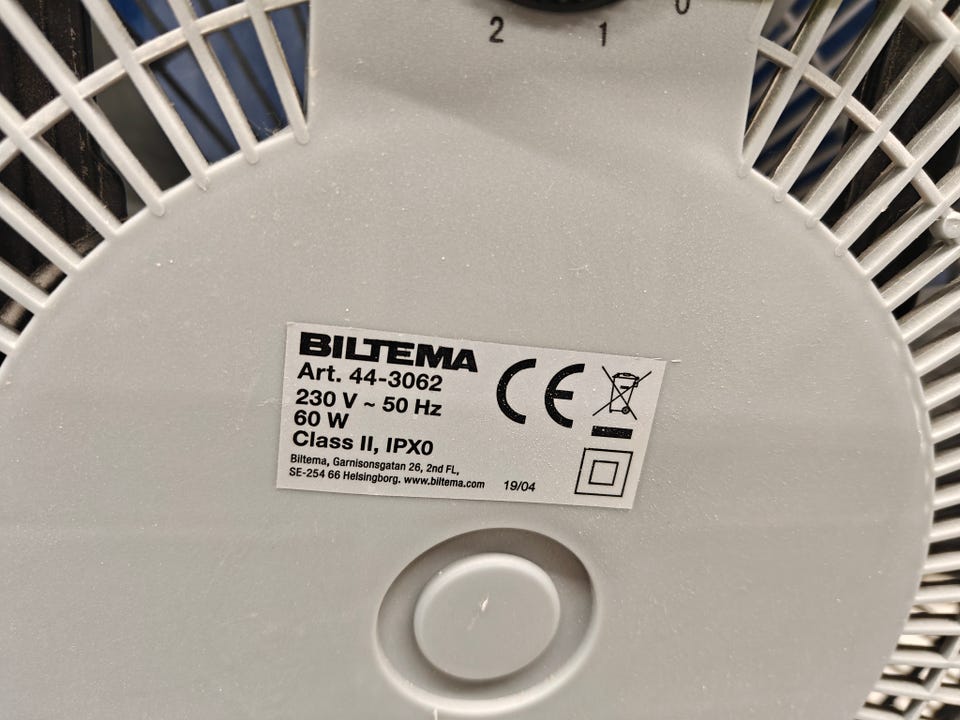 2 1 0
BILTEMA
Art. 44-3062
230 V ~ 50 Hz
60 W
Class II, IPX0
Biltema, Garnisonsgatan 26, 2nd FL,
SE-254 66 Helsingborg. www.biltema.com 19/04
CE